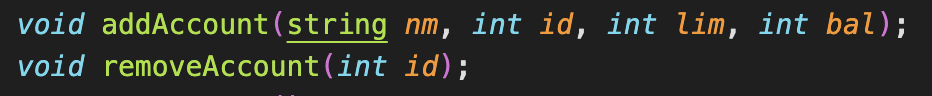 void addAccount(string nm, int id, int lim, int bal);
void removeAccount(int id);